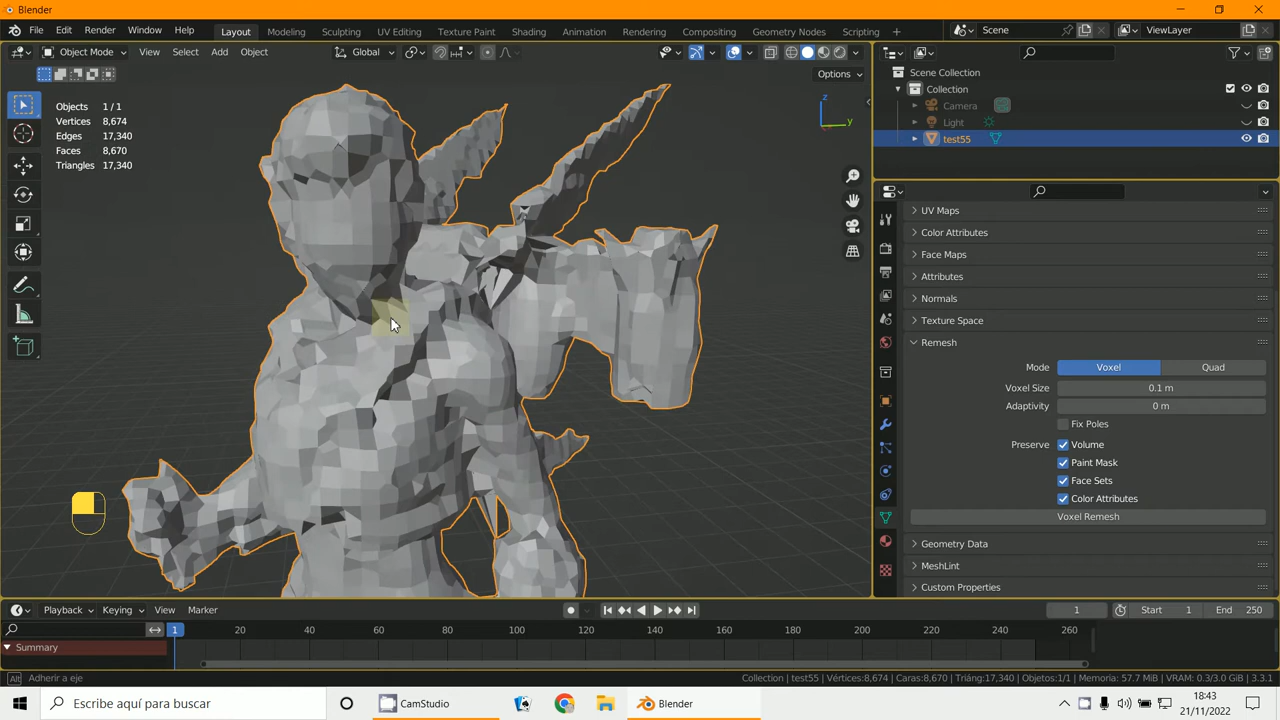 Blender
File Edit Render Window Help Layout Modeling Sculpting UV Editing Texture Paint Shading Animation Rendering Compositing Geometry Nodes Scripting + Scene ViewLayer
Object Mode View Select Add Object Global
Options
Objects 1 / 1
Vertices 8,674
Edges 17,340
Faces 8,670
Triangles 17,340
z
y
Scene Collection
Collection
Camera
Light
test55
UV Maps
Color Attributes
Face Maps
Attributes
Normals
Texture Space
Remesh
Mode Voxel Quad
Voxel Size 0.1 m
Adaptivity 0 m
Fix Poles
Preserve Volume
Paint Mask
Face Sets
Color Attributes
Voxel Remesh
Geometry Data
MeshLint
Custom Properties
Playback Keying View Marker 1 Start 1 End 250
1 20 40 60 80 100 120 140 160 180 200 220 240 260
Summary
Alt Adherir a eje Collection | test55 | Vértices:8,674 | Caras:8,670 | Triáng:17,340 | Objetos:1/1 | Memoria: 57.7 MiB | VRAM: 0.3/3.0 GiB | 3.3.1
Escribe aquí para buscar CamStudio Blender
18:43
21/11/2022